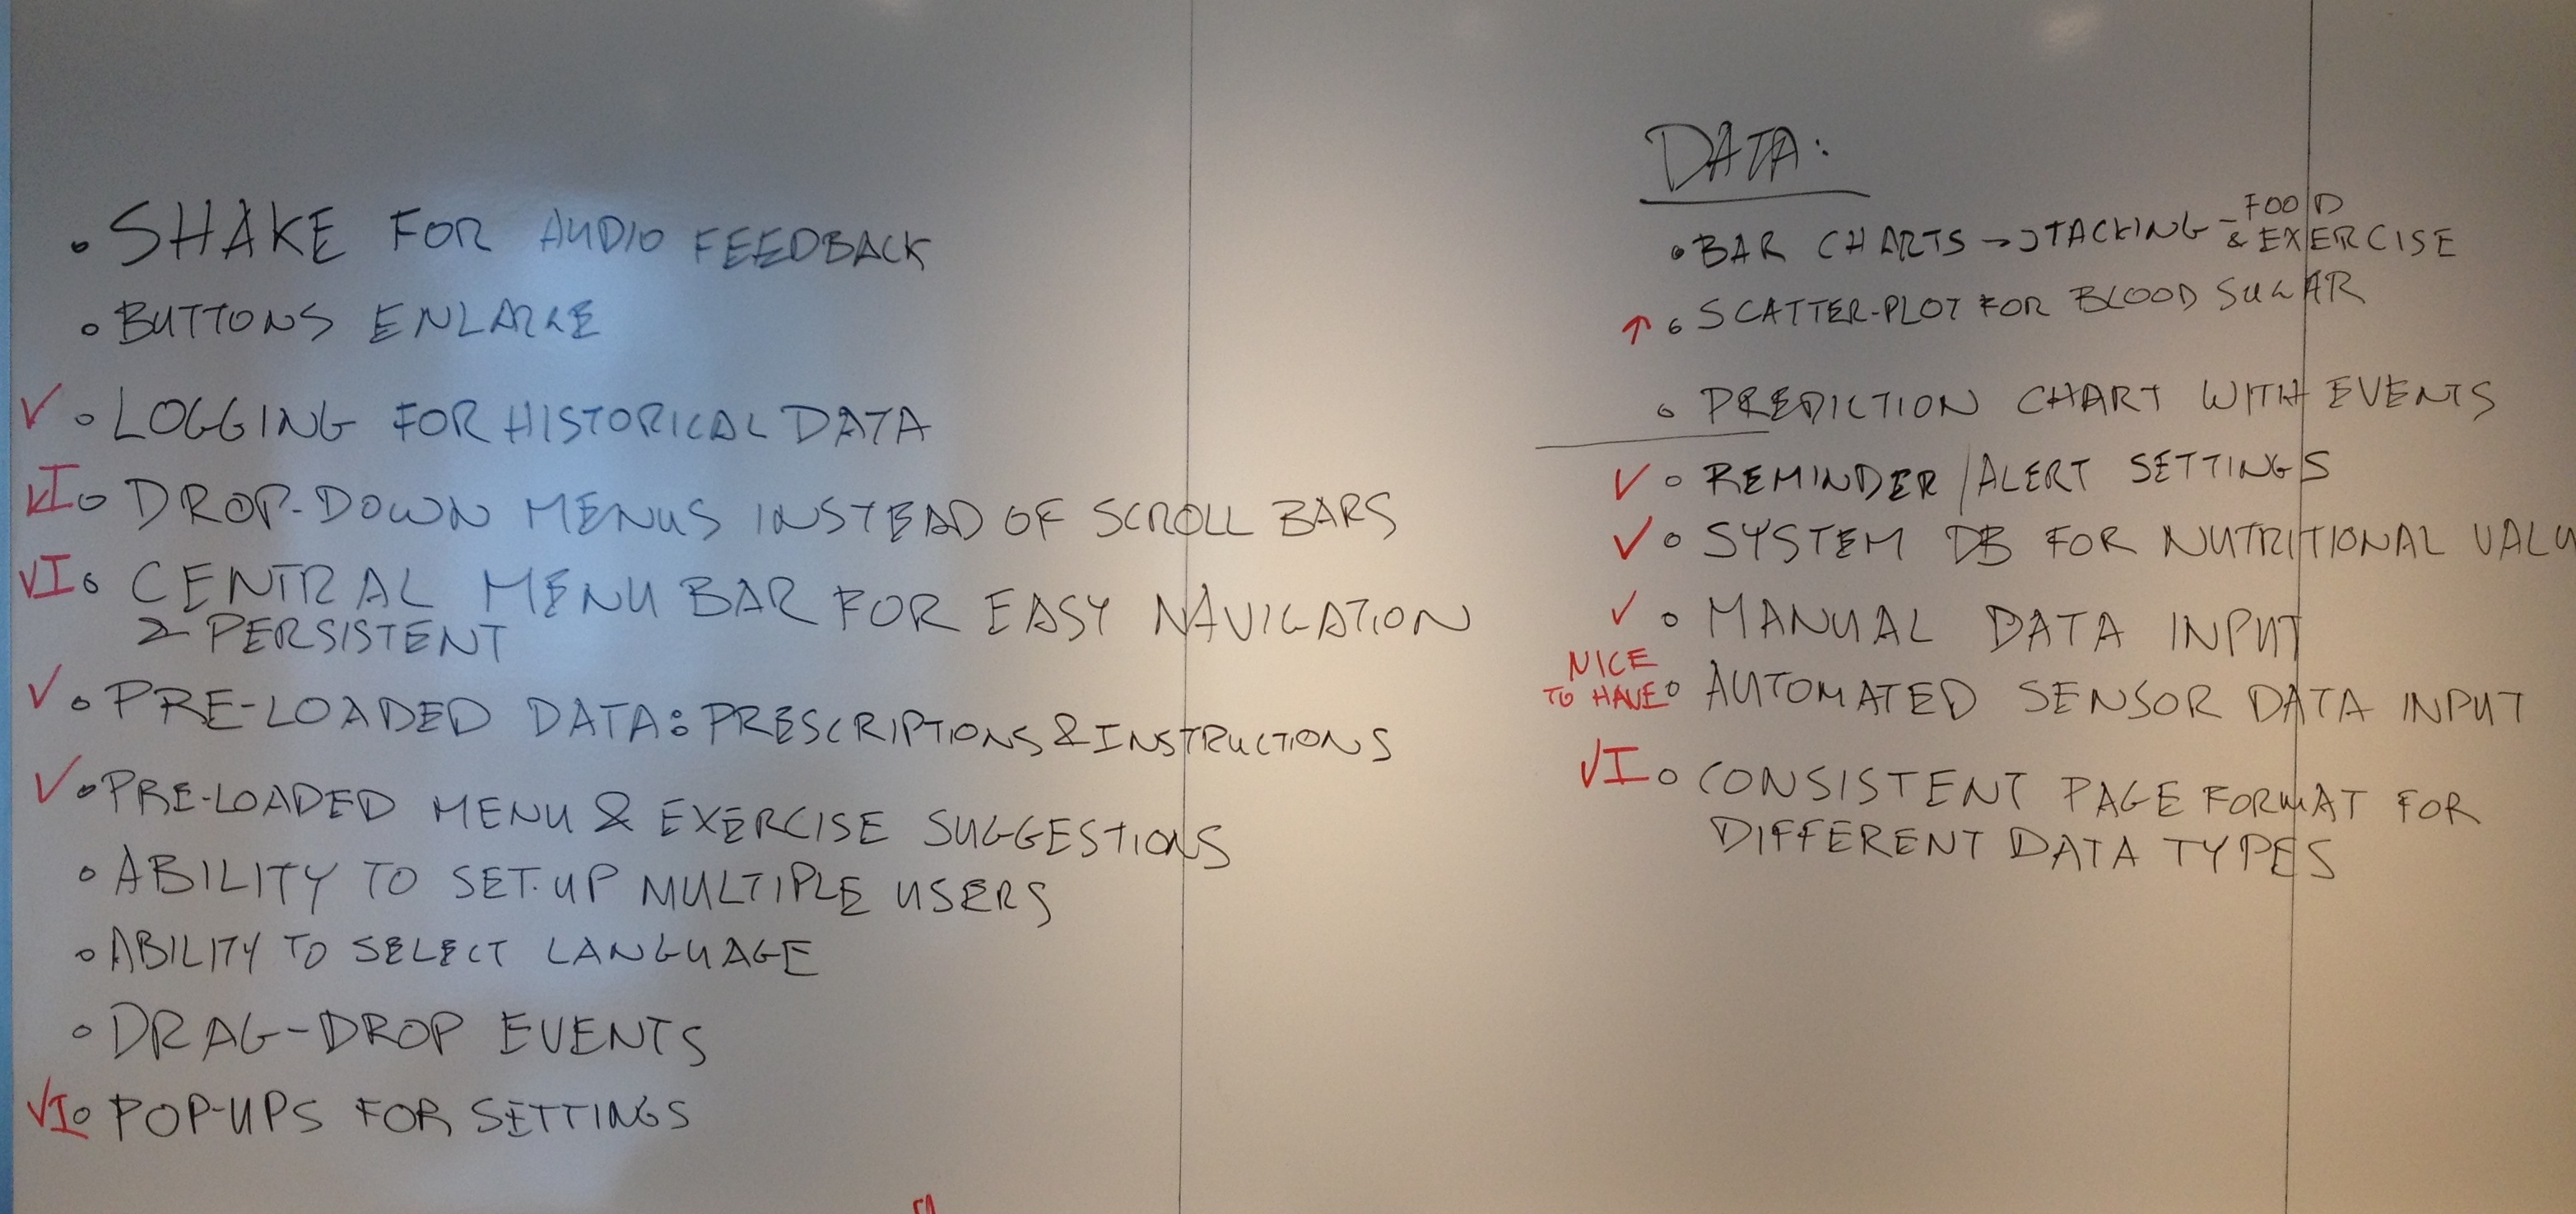 • SHAKE FOR AUDIO FEEDBACK
• BUTTONS ENLARGE
✓ • LOGGING FOR HISTORICAL DATA
✓I • DROP-DOWN MENUS INSTEAD OF SCROLL BARS
✓I • CENTRAL MENU BAR FOR EASY NAVIGATION
& PERSISTENT
✓ • PRE-LOADED DATA: PRESCRIPTIONS & INSTRUCTIONS
✓ • PRE-LOADED MENU & EXERCISE SUGGESTIONS
• ABILITY TO SET-UP MULTIPLE USERS
• ABILITY TO SELECT LANGUAGE
• DRAG-DROP EVENTS
✓I • POP-UPS FOR SETTINGS
DATA:
• BAR CHARTS → STACKING - FOOD
& EXERCISE
↑ • SCATTER-PLOT FOR BLOOD SUGAR
• PREDICTION CHART WITH EVENTS
✓ • REMINDER / ALERT SETTINGS
✓ • SYSTEM DB FOR NUTRITIONAL VALU
✓ • MANUAL DATA INPUT
NICE
TO HAVE • AUTOMATED SENSOR DATA INPUT
✓I • CONSISTENT PAGE FORMAT FOR
DIFFERENT DATA TYPES